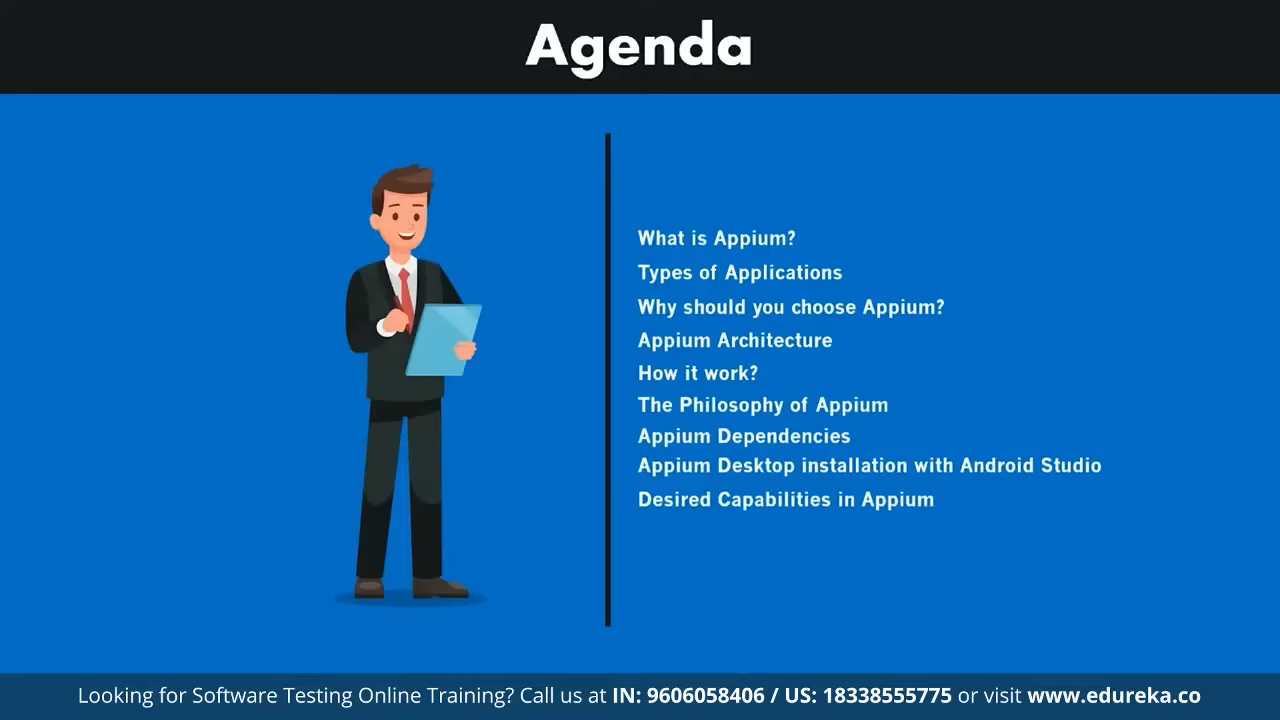 Agenda
What is Appium?
Types of Applications
Why should you choose Appium?
Appium Architecture
How it work?
The Philosophy of Appium
Appium Dependencies
Appium Desktop installation with Android Studio
Desired Capabilities in Appium
Looking for Software Testing Online Training? Call us at IN: 9606058406 / US: 18338555775 or visit www.edureka.co